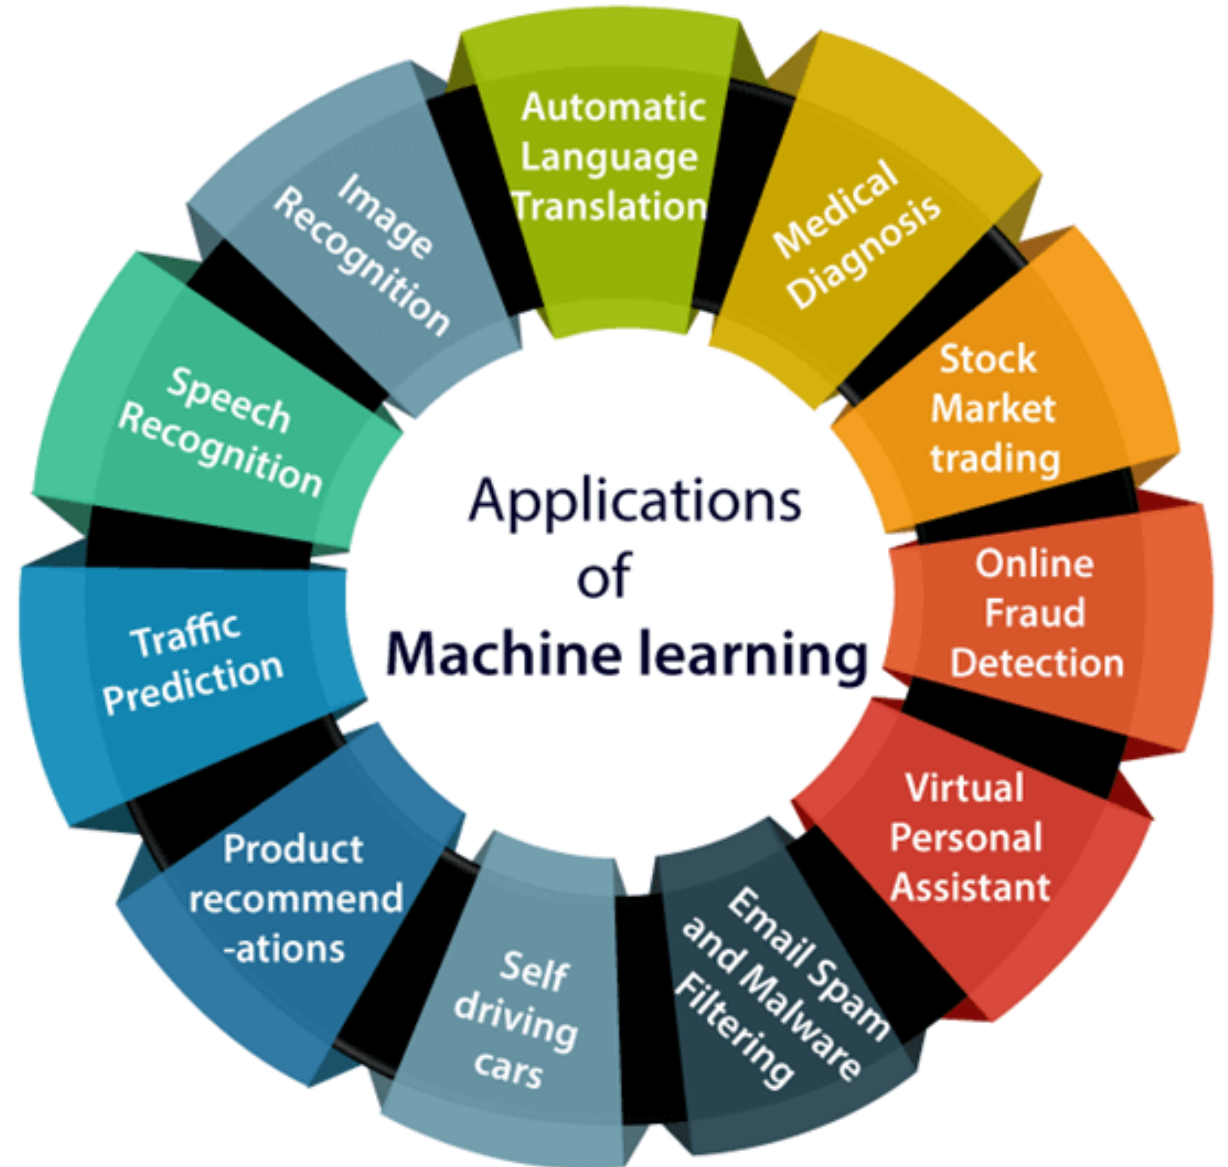 Automatic
Language
Translation
Medical
Diagnosis
Stock
Market
trading
Online
Fraud
Detection
Virtual
Personal
Assistant
Email Spam
and Malware
Filtering
Self
driving
cars
Product
recommend
-ations
Traffic
Prediction
Speech
Recognition
Image
Recognition
Applications
of
Machine learning